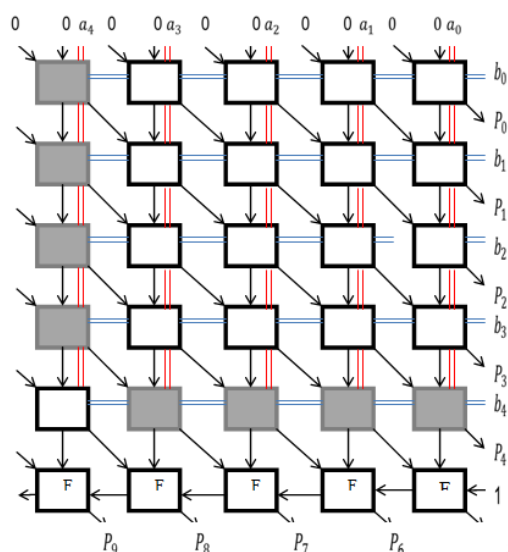 0 0 a₄ 0 0 a₃ 0 0 a₂ 0 0 a₁ 0 0 a₀
b₀
P₀
b₁
P₁
b₂
P₂
b₃
P₃
b₄
P₄
F F F F F 1
P₉ P₈ P₇ P₆